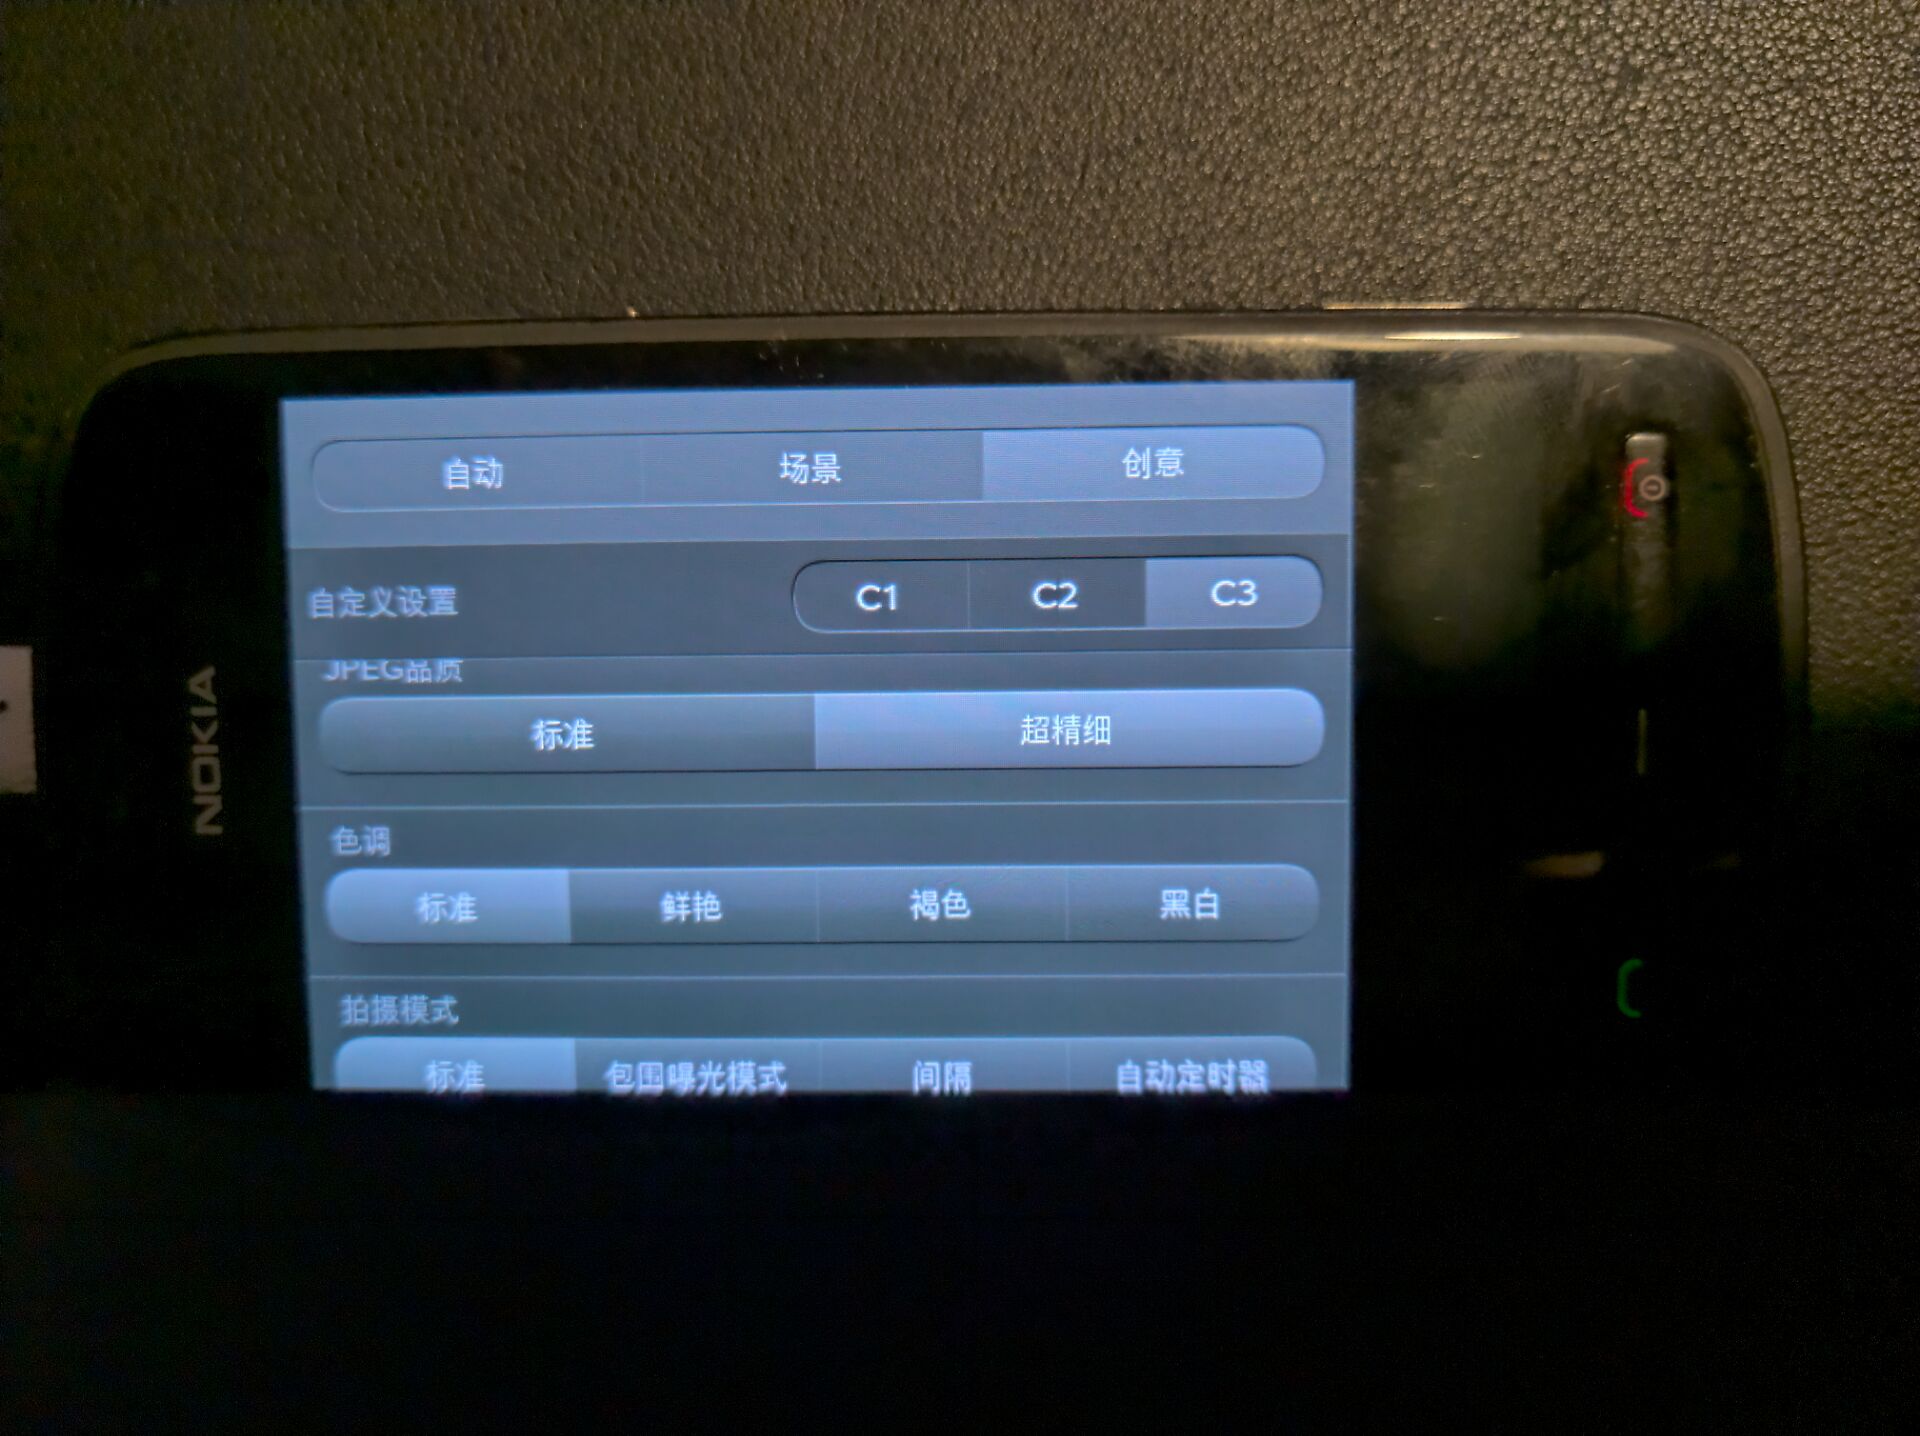 自动 场景 创意
自定义设置 C1 C2 C3
JPEG品质
标准 超精细
色调
标准 鲜艳 褐色 黑白
拍摄模式
标准 包围曝光模式 间隔 自动定时器
NOKIA